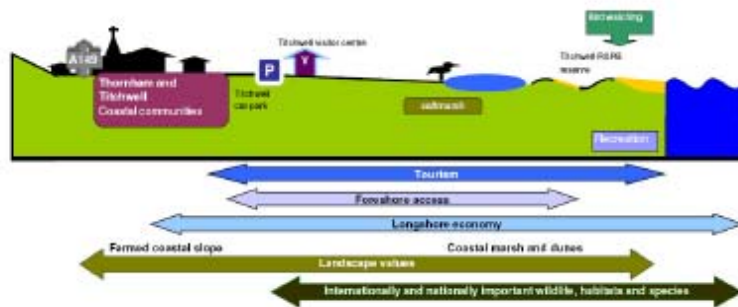 Birdwatching
A149
Titchwell visitor centre
Titchwell RSPB
reserve
P
V
Thornham and
Titchwell
Coastal communities
Titchwell
car park
saltmarsh
Recreation
Tourism
Foreshore access
Longshore economy
Farmed coastal slope
Coastal marsh and dunes
Landscape values
Internationally and nationally important wildlife, habitats and species